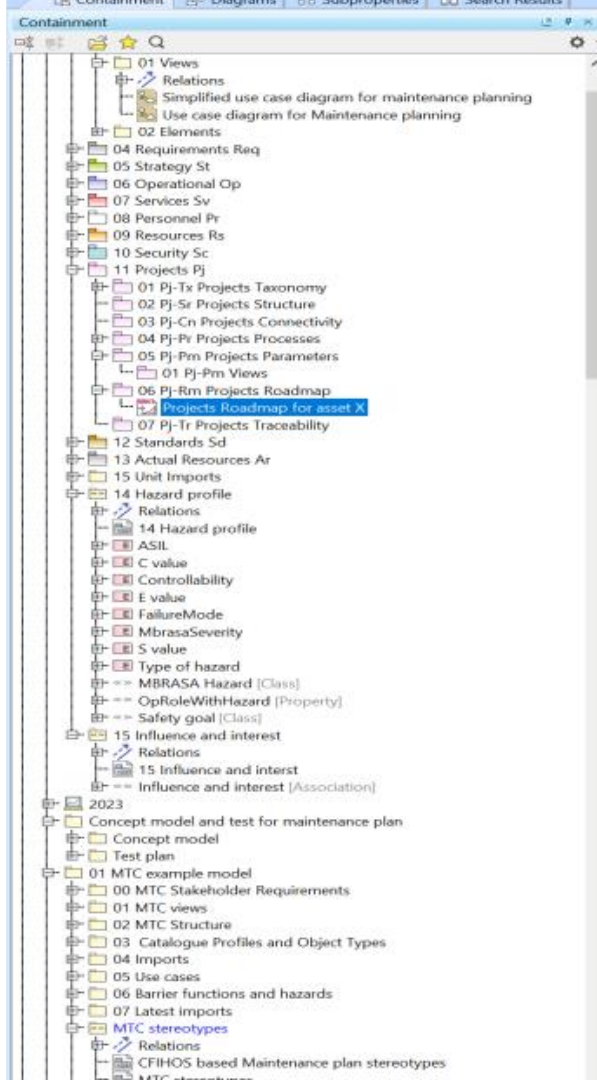 Containment Diagrams Subproperties Search Results
Containment
01 Views
Relations
Simplified use case diagram for maintenance planning
Use case diagram for Maintenance planning
02 Elements
04 Requirements Req
05 Strategy St
06 Operational Op
07 Services Sv
08 Personnel Pr
09 Resources Rs
10 Security Sc
11 Projects Pj
01 Pj-Tx Projects Taxonomy
02 Pj-Sr Projects Structure
03 Pj-Cn Projects Connectivity
04 Pj-Pr Projects Processes
05 Pj-Pm Projects Parameters
01 Pj-Pm Views
06 Pj-Rm Projects Roadmap
Projects Roadmap for asset X
07 Pj-Tr Projects Traceability
12 Standards Sd
13 Actual Resources Ar
15 Unit Imports
14 Hazard profile
Relations
14 Hazard profile
ASIL
C value
Controllability
E value
FailureMode
MbrasaSeverity
S value
Type of hazard
MBRASA Hazard [Class]
OpRoleWithHazard [Property]
Safety goal [Class]
15 Influence and interest
Relations
15 Influence and interst
Influence and interest [Association]
2023
Concept model and test for maintenance plan
Concept model
Test plan
01 MTC example model
00 MTC Stakeholder Requirements
01 MTC views
02 MTC Structure
03 Catalogue Profiles and Object Types
04 Imports
05 Use cases
06 Barrier functions and hazards
07 Latest imports
MTC stereotypes
Relations
CFIHOS based Maintenance plan stereotypes
MTC stereotypes